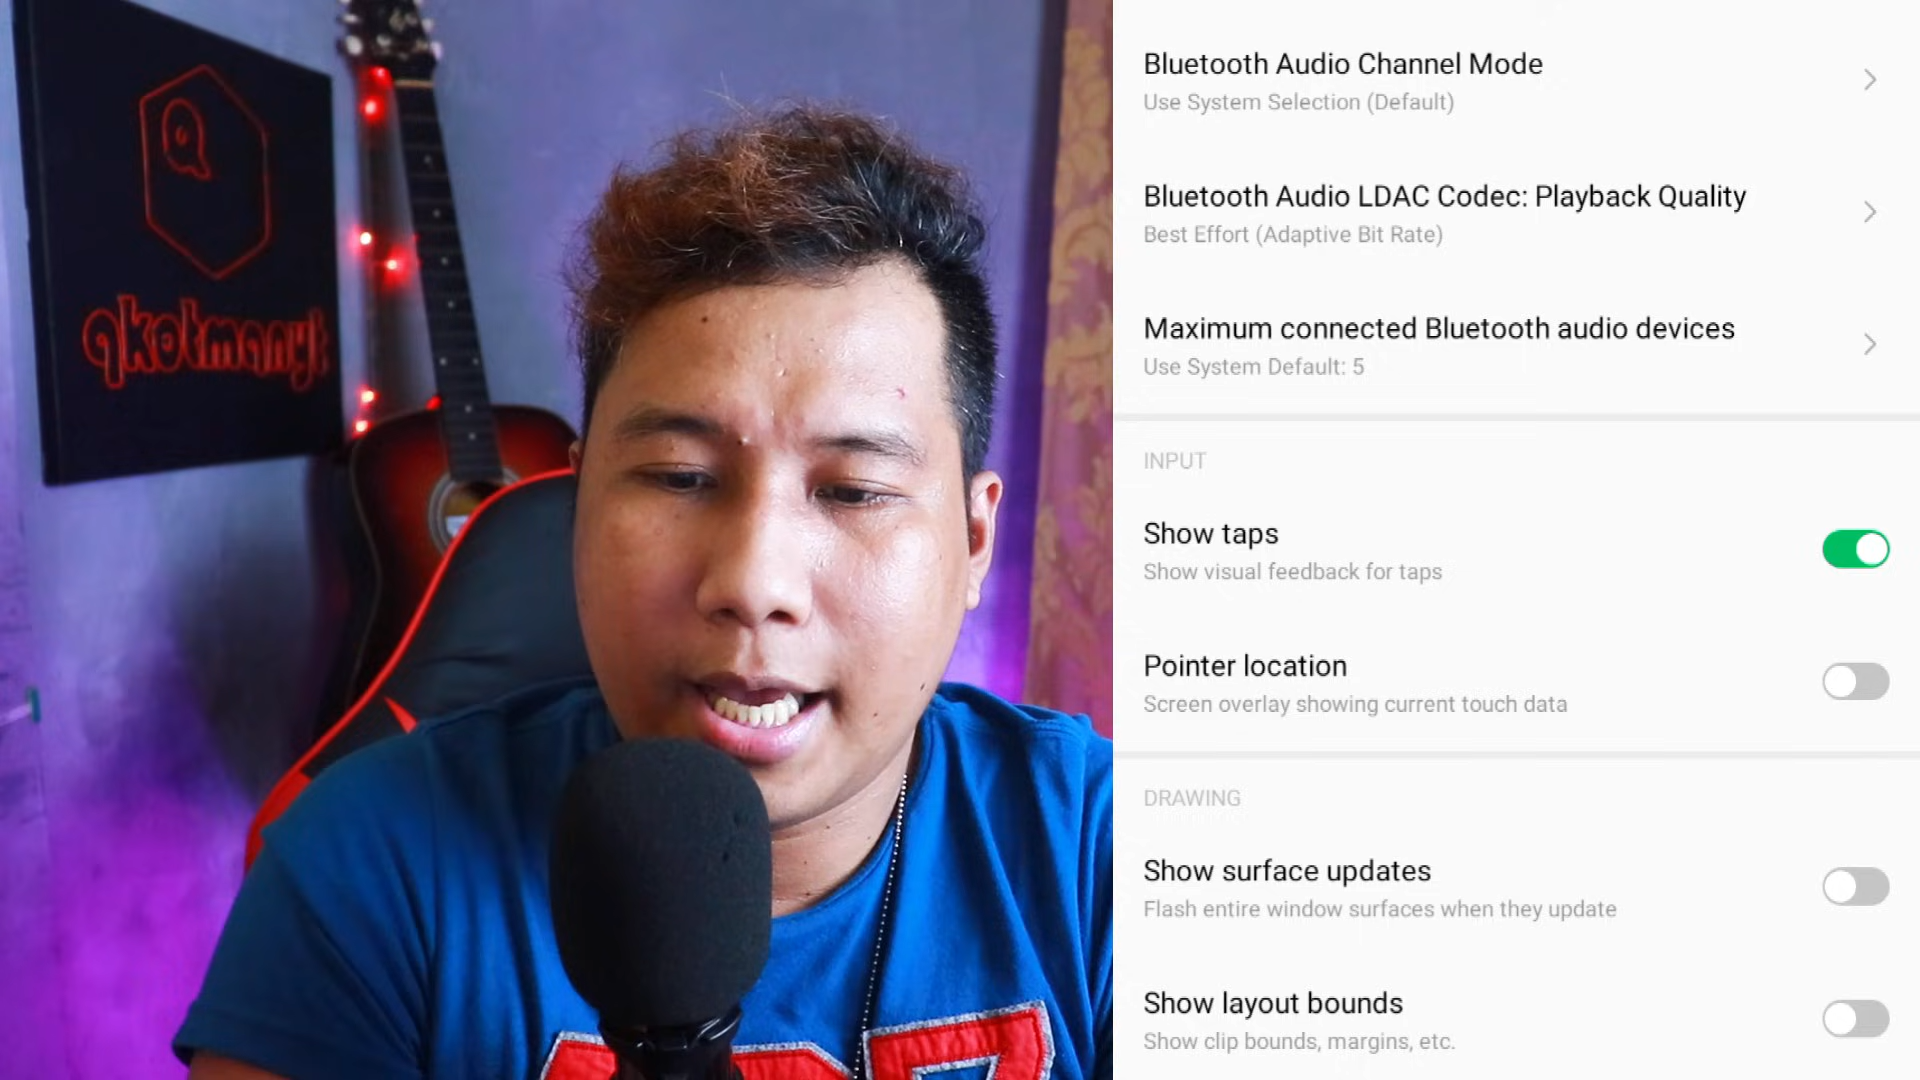 qkotmanyt
Bluetooth Audio Channel Mode
Use System Selection (Default)
Bluetooth Audio LDAC Codec: Playback Quality
Best Effort (Adaptive Bit Rate)
Maximum connected Bluetooth audio devices
Use System Default: 5
INPUT
Show taps
Show visual feedback for taps
Pointer location
Screen overlay showing current touch data
DRAWING
Show surface updates
Flash entire window surfaces when they update
Show layout bounds
Show clip bounds, margins, etc.